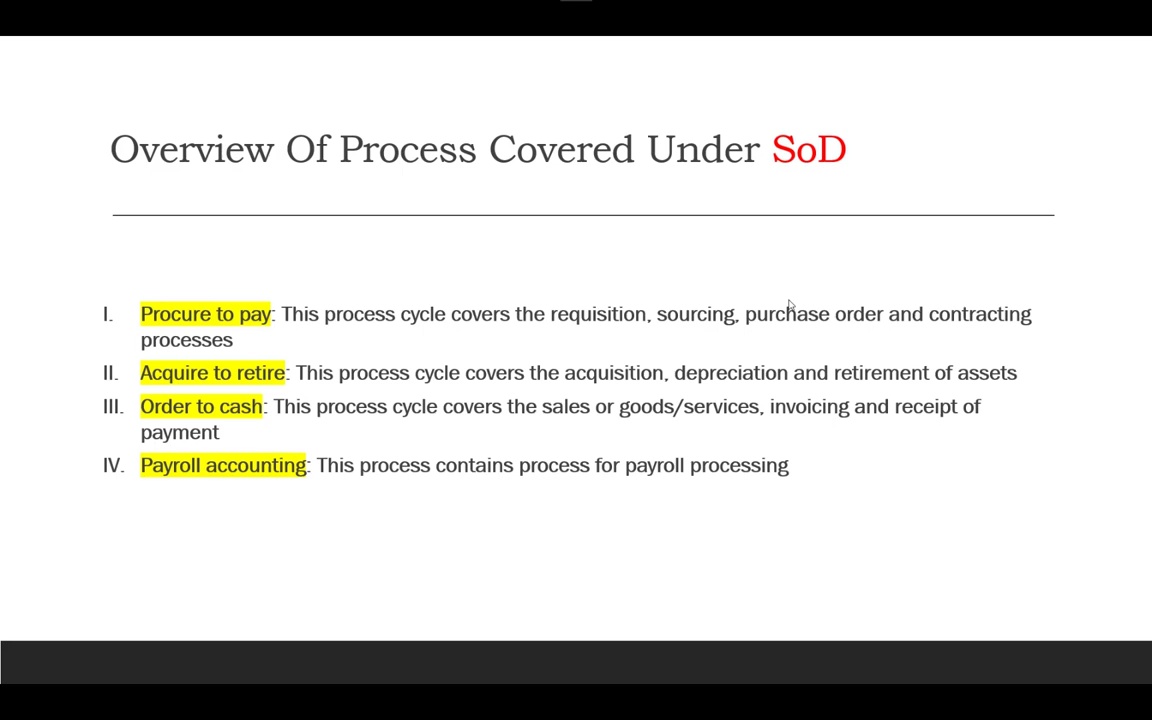 Overview Of Process Covered Under SoD
I. Procure to pay: This process cycle covers the requisition, sourcing, purchase order and contracting
processes
II. Acquire to retire: This process cycle covers the acquisition, depreciation and retirement of assets
III. Order to cash: This process cycle covers the sales or goods/services, invoicing and receipt of
payment
IV. Payroll accounting: This process contains process for payroll processing